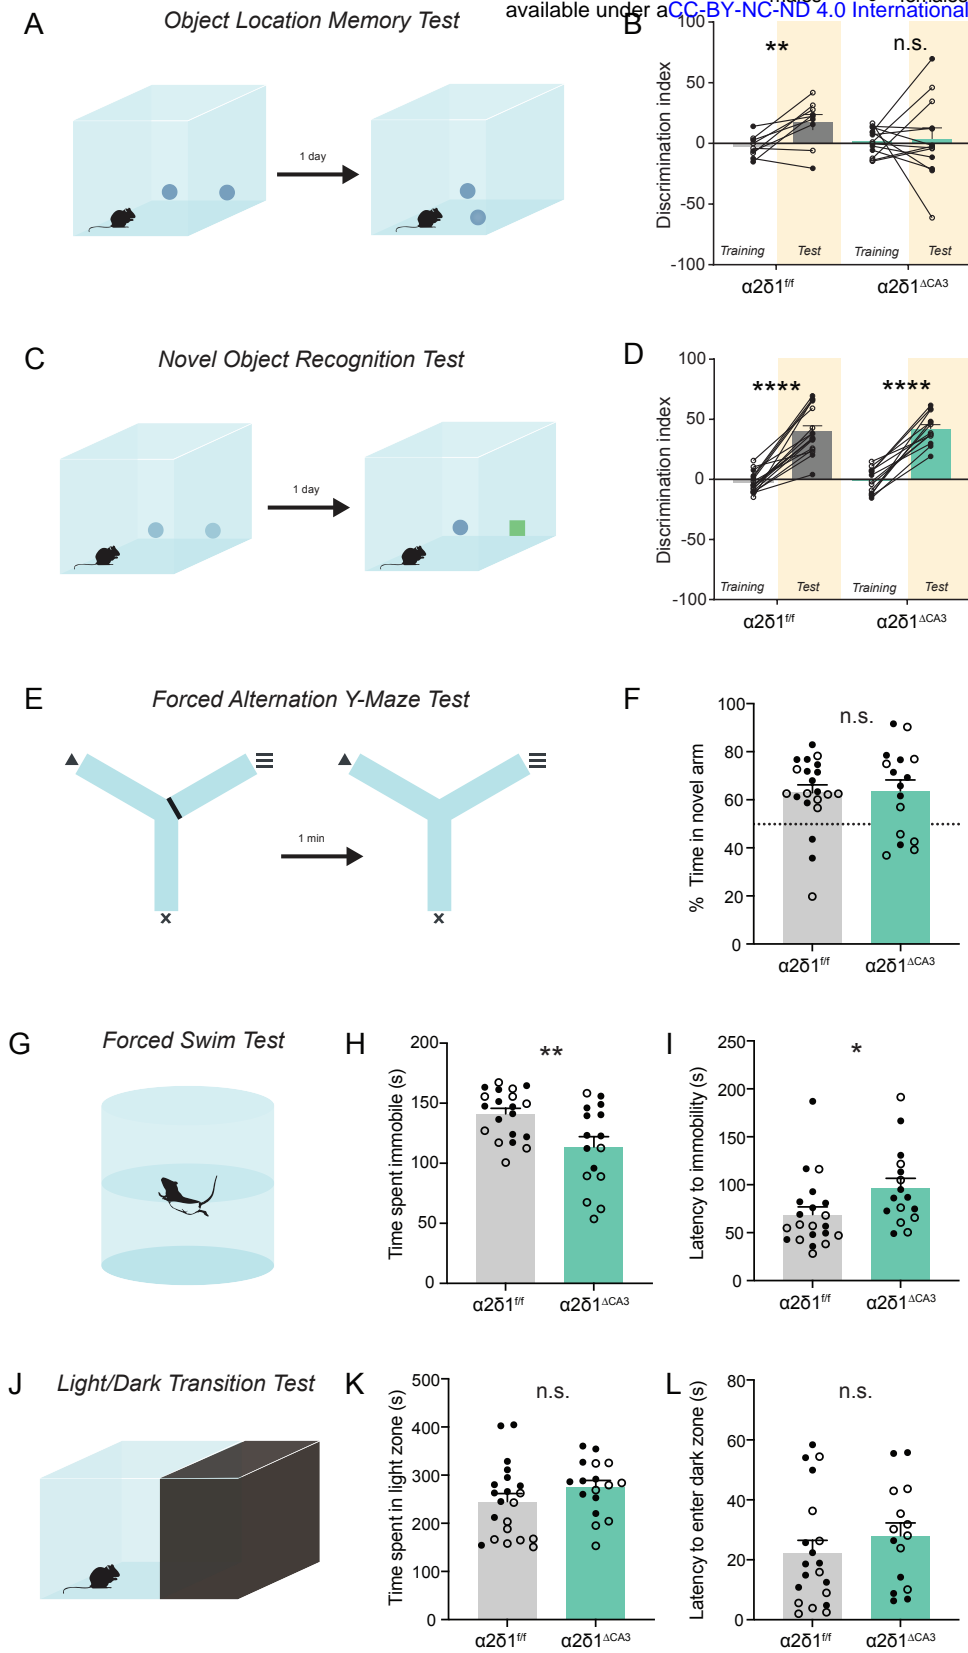 available under aCC-BY-NC-ND 4.0 International
A
Object Location Memory Test
1 day
B
**
n.s.
Discrimination index
100
50
0
-50
-100
Training
Test
Training
Test
α2δ1f/f
α2δ1ΔCA3
C
Novel Object Recognition Test
1 day
D
****
****
Discrimination index
100
50
0
-50
-100
Training
Test
Training
Test
α2δ1f/f
α2δ1ΔCA3
E
Forced Alternation Y-Maze Test
1 min
x
x
F
n.s.
% Time in novel arm
100
80
60
40
20
0
α2δ1f/f
α2δ1ΔCA3
G
Forced Swim Test
H
**
Time spent immobile (s)
200
150
100
50
0
α2δ1f/f
α2δ1ΔCA3
I
*
Latency to immobility (s)
250
200
150
100
50
0
α2δ1f/f
α2δ1ΔCA3
J
Light/Dark Transition Test
K
n.s.
Time spent in light zone (s)
500
400
300
200
100
0
α2δ1f/f
α2δ1ΔCA3
L
n.s.
Latency to enter dark zone (s)
80
60
40
20
0
α2δ1f/f
α2δ1ΔCA3